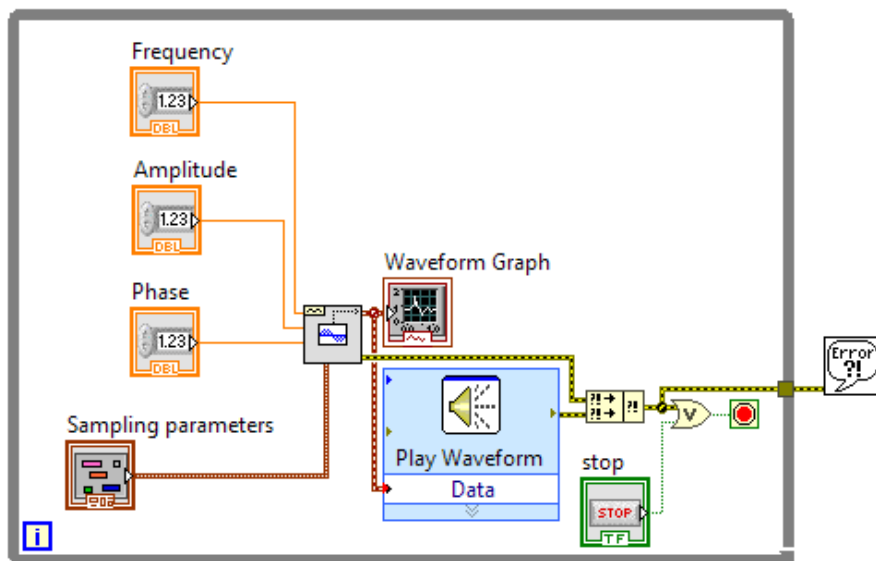 Frequency
1.23
DBL
Amplitude
1.23
DBL
Phase
1.23
DBL
Waveform Graph
Sampling parameters
Play Waveform
Data
?!
?!
?!
V
stop
STOP
TF
Error
?!
i